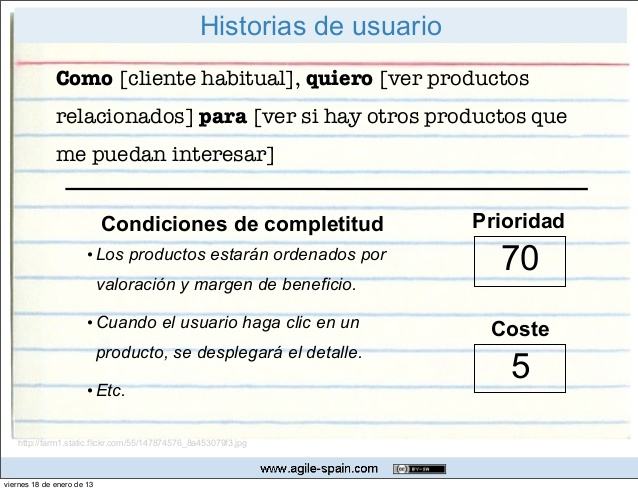 Historias de usuario
Como [cliente habitual], quiero [ver productos
relacionados] para [ver si hay otros productos que
me puedan interesar]
Condiciones de completitud
• Los productos estarán ordenados por
valoración y margen de beneficio.
• Cuando el usuario haga clic en un
producto, se desplegará el detalle.
• Etc.
Prioridad
70
Coste
5
http://farm1.static.flickr.com/55/147874576_8a453079f3.jpg
www.agile-spain.com
(cc) BY-SA
viernes 18 de enero de 13